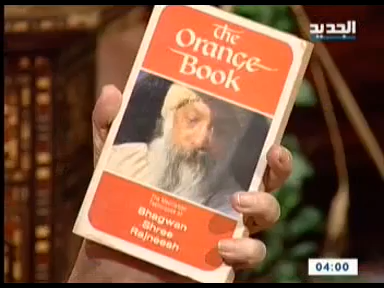 الجديد
the
Orange
Book
The Meditation
Techniques of
Bhagwan
Shree
Rajneesh
04:00